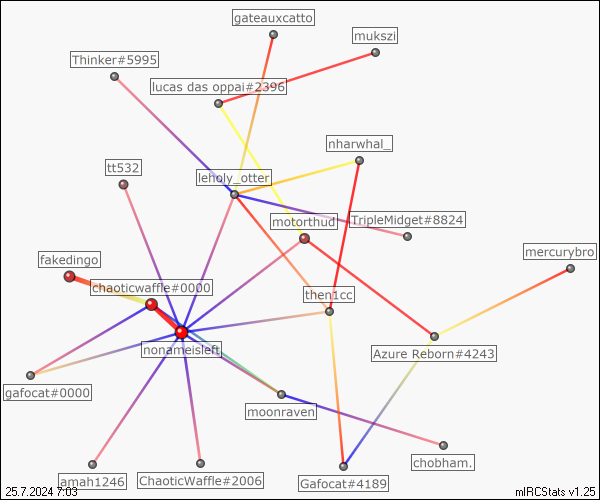 gateauxcatto
mukszi
Thinker#5995
lucas das oppai#2396
nharwhal_
tt532
leholy_otter
motorthud
TripleMidget#8824
mercurybro
fakedingo
chaoticwaffle#0000
then1cc
nonameisleft
Azure Reborn#4243
gafocat#0000
moonraven
chobham.
amah1246
ChaoticWaffle#2006
Gafocat#4189
25.7.2024 7:03
mIRCStats v1.25